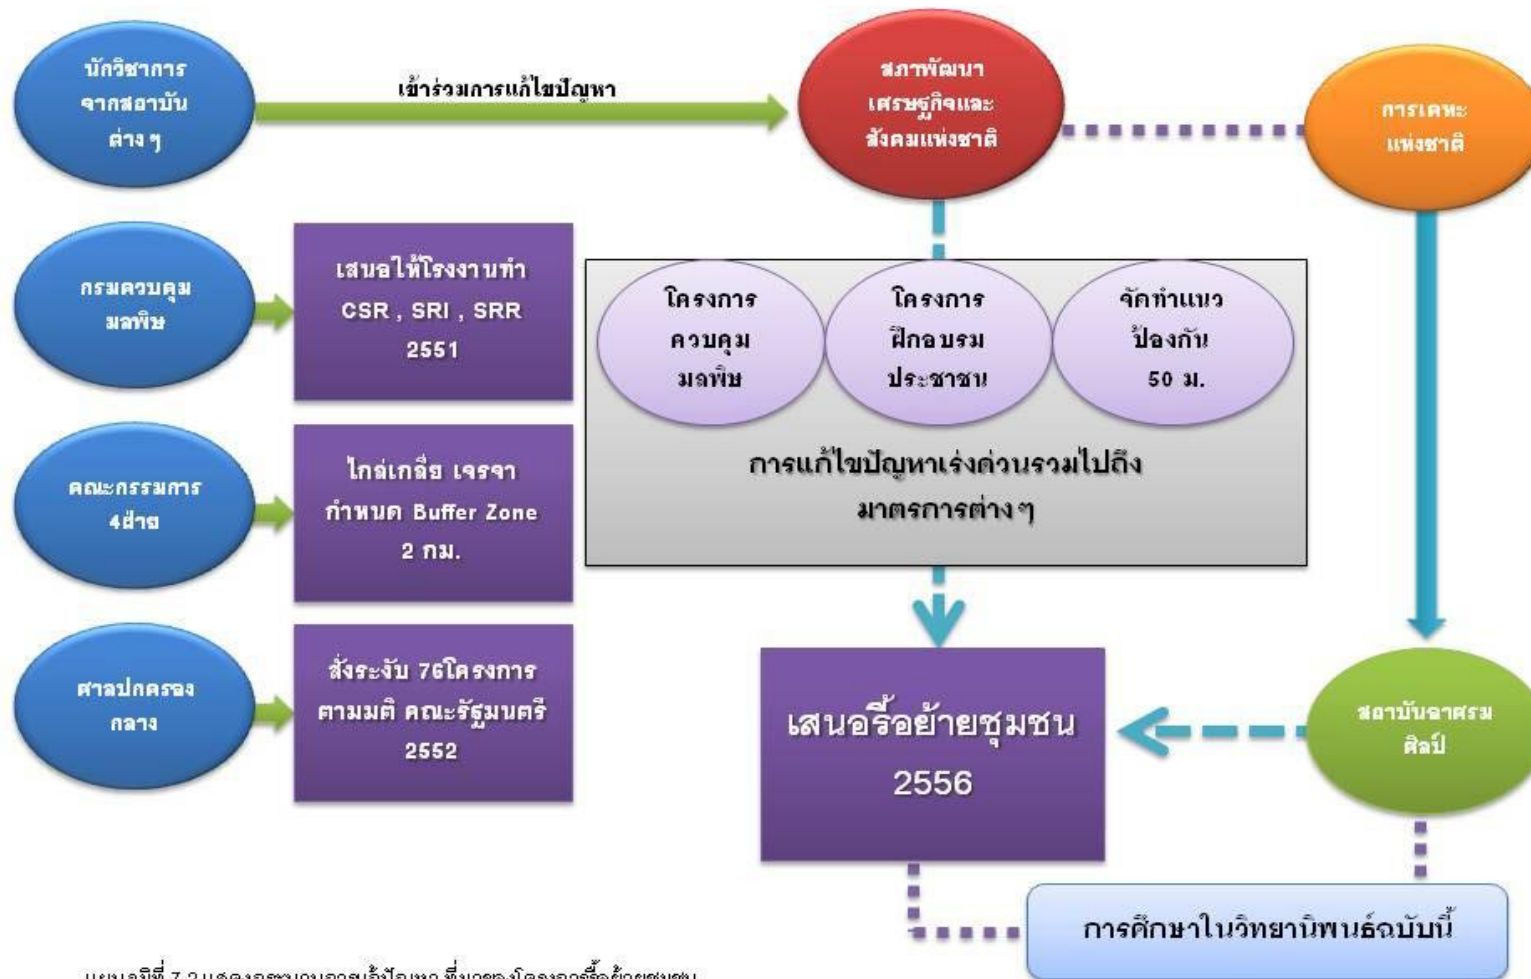 นักวิชาการ
จากสถาบัน
ต่างๆ
เข้าร่วมการแก้ไขปัญหา
สภาพัฒนา
เศรษฐกิจและ
สังคมแห่งชาติ
การเคหะ
แห่งชาติ
กรมควบคุม
มลพิษ
เสนอให้โรงงานทำ
CSR , SRI , SRR
2551
โครงการ
ควบคุม
มลพิษ
โครงการ
ฝึกอบรม
ประชาชน
จัดทำแนว
ป้องกัน
50 ม.
การแก้ไขปัญหาเร่งด่วนรวมไปถึง
มาตรการต่างๆ
คณะกรรมการ
4ฝ่าย
ไกล่เกลี่ย เจรจา
กำหนด Buffer Zone
2 กม.
ศาลปกครอง
กลาง
สั่งระงับ 76โครงการ
ตามมติ คณะรัฐมนตรี
2552
เสนอรื้อย้ายชุมชน
2556
สถาบันอาศรม
ศิลป์
การศึกษาในวิทยานิพนธ์ฉบับนี้